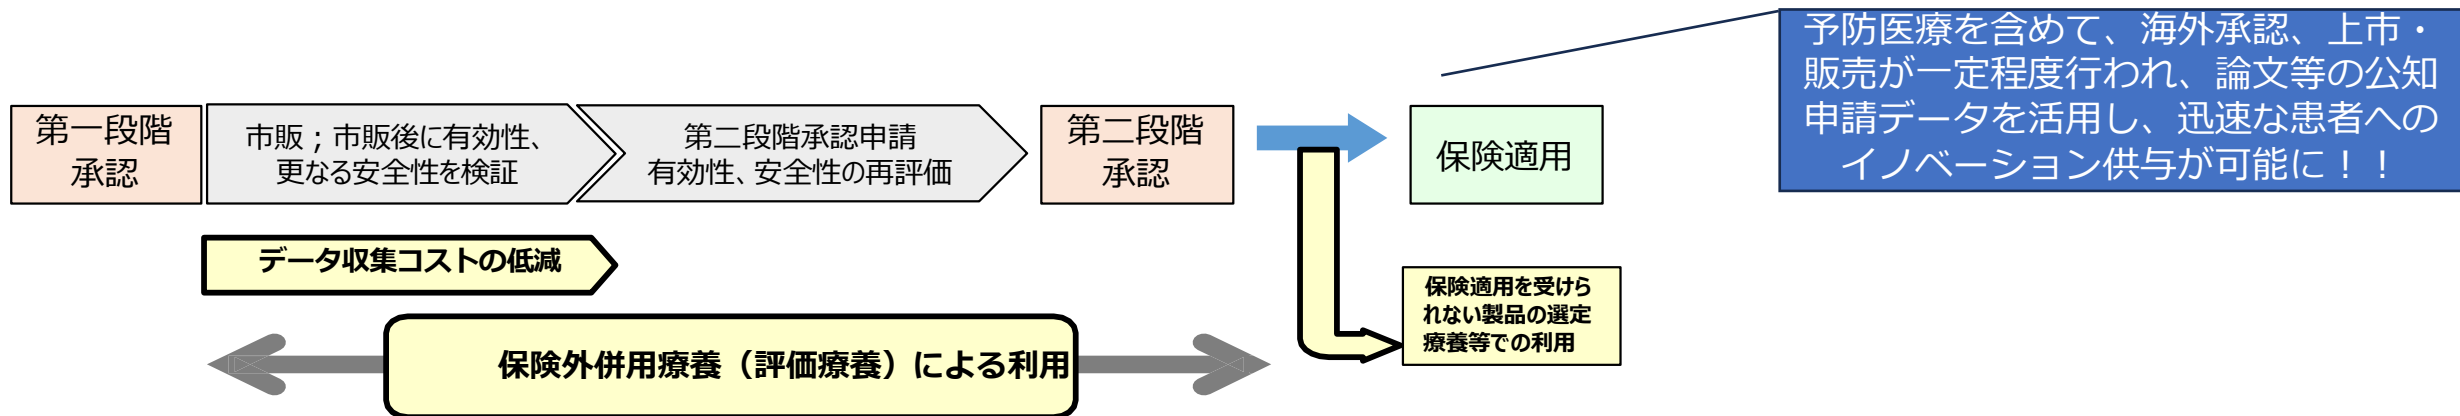 予防医療を含めて、海外承認、上市・
販売が一定程度行われ、論文等の公知
申請データを活用し、迅速な患者への
イノベーション供与が可能に！！
第一段階
承認
市販；市販後に有効性、
更なる安全性を検証
第二段階承認申請
有効性、安全性の再評価
第二段階
承認
保険適用
データ収集コストの低減
保険適用を受けら
れない製品の選定
療養等での利用
保険外併用療養（評価療養）による利用